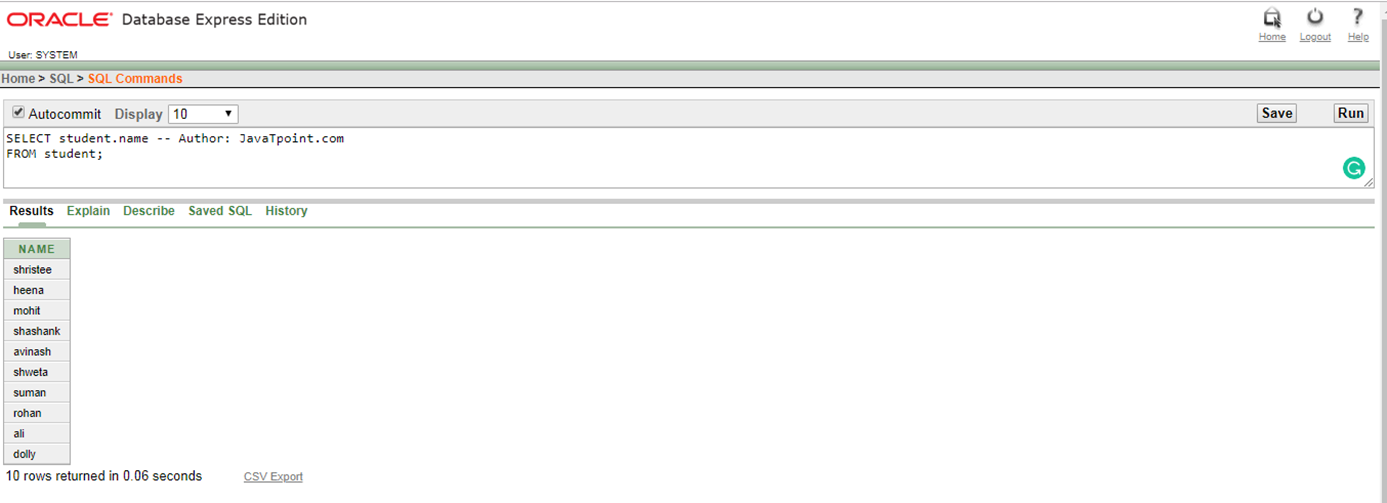 ORACLE Database Express Edition
Home Logout Help
User: SYSTEM
Home > SQL > SQL Commands
Autocommit Display 10 Save Run
SELECT student.name -- Author: JavaTpoint.com
FROM student;
Results Explain Describe Saved SQL History
NAME
shristee
heena
mohit
shashank
avinash
shweta
suman
rohan
ali
dolly
10 rows returned in 0.06 seconds CSV Export